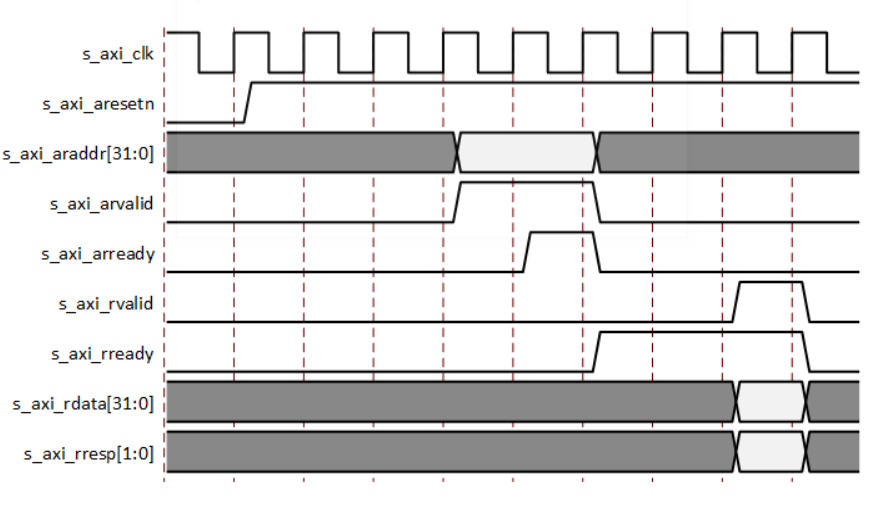 s_axi_clk
s_axi_aresetn
s_axi_araddr[31:0]
s_axi_arvalid
s_axi_arready
s_axi_rvalid
s_axi_rready
s_axi_rdata[31:0]
s_axi_rresp[1:0]